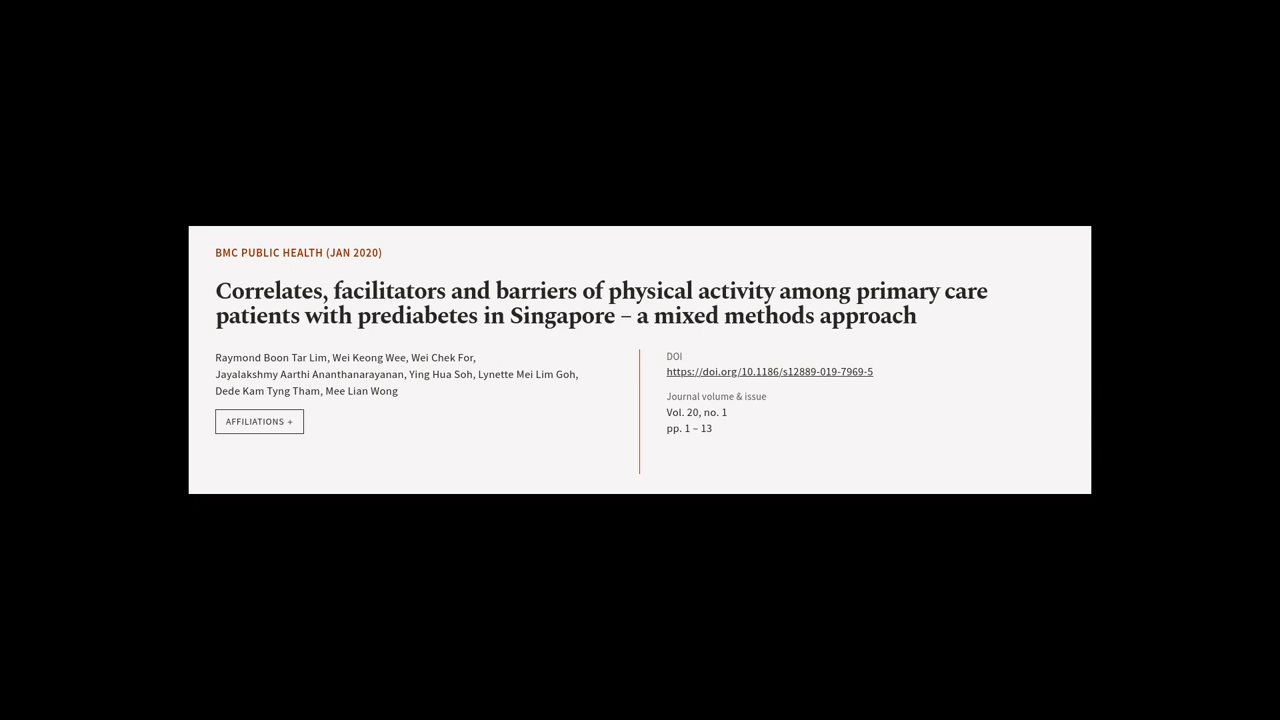 BMC PUBLIC HEALTH (JAN 2020)
Correlates, facilitators and barriers of physical activity among primary care
patients with prediabetes in Singapore – a mixed methods approach
Raymond Boon Tar Lim, Wei Keong Wee, Wei Chek For,
Jayalakshmy Aarthi Ananthanarayanan, Ying Hua Soh, Lynette Mei Lim Goh,
Dede Kam Tyng Tham, Mee Lian Wong
AFFILIATIONS +
DOI
https://doi.org/10.1186/s12889-019-7969-5
Journal volume & issue
Vol. 20, no. 1
pp. 1 – 13